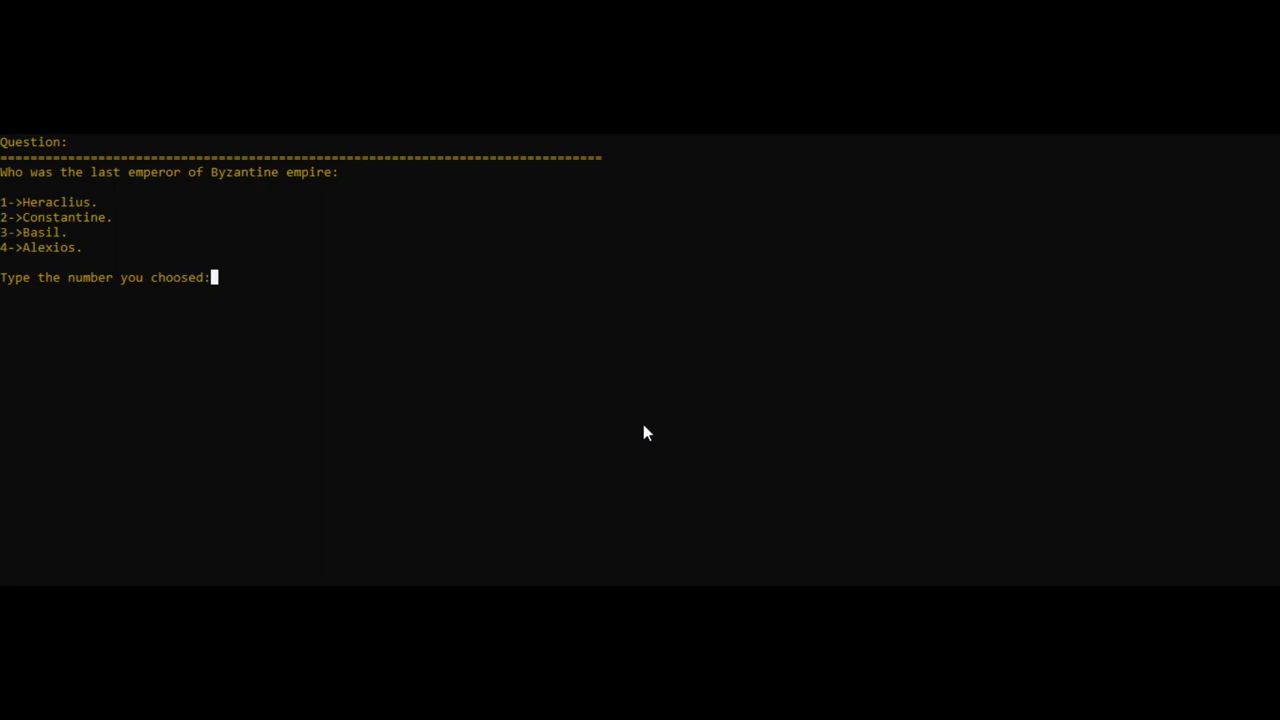 Question:
================================================================================
Who was the last emperor of Byzantine empire:
1->Heraclius.
2->Constantine.
3->Basil.
4->Alexios.
Type the number you choosed: